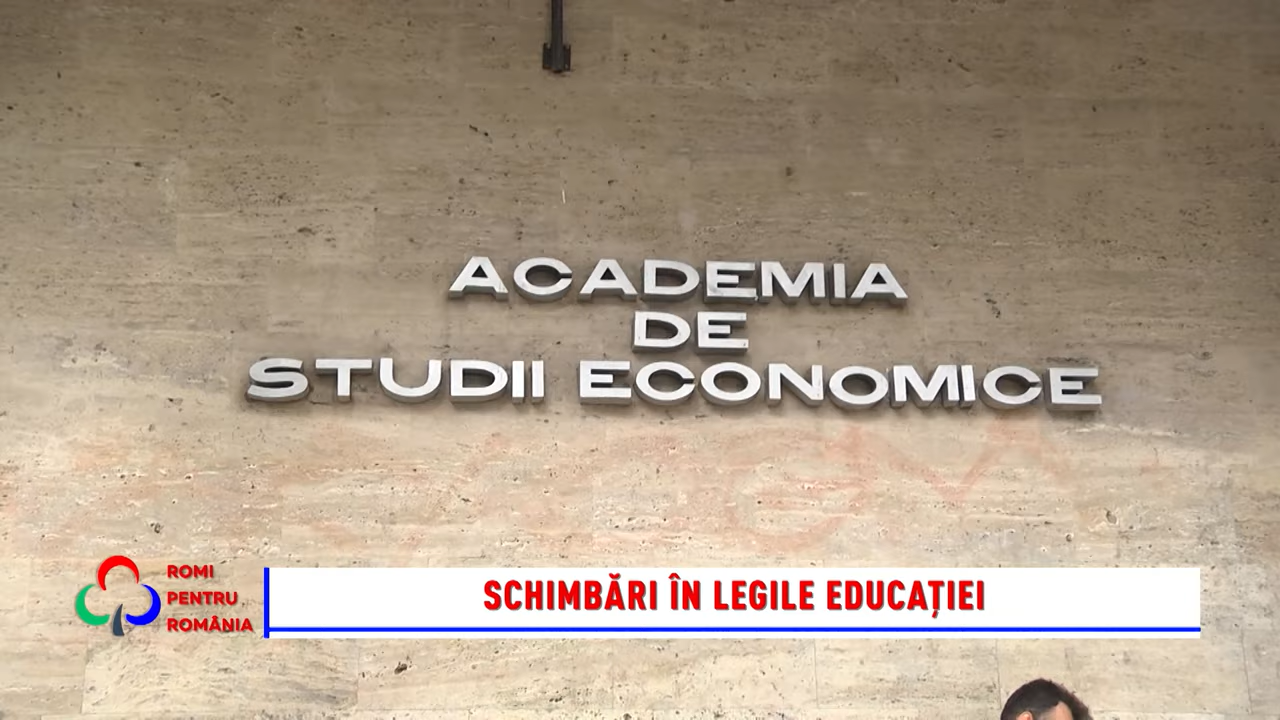 ACADEMIA
DE
STUDII ECONOMICE
ROMI
PENTRU
ROMÂNIA
SCHIMBĂRI ÎN LEGILE EDUCAȚIEI